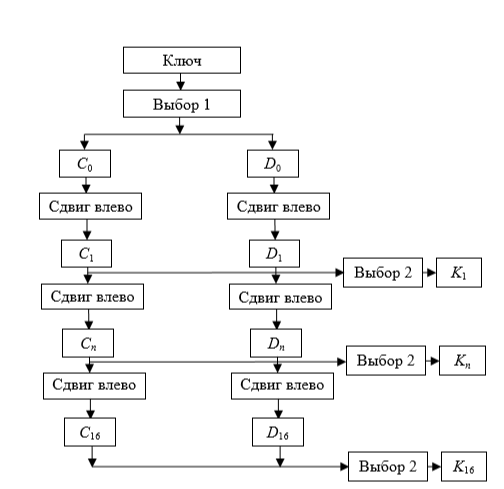 Ключ
Выбор 1
C0 D0
Сдвиг влево Сдвиг влево
C1 D1
Выбор 2 K1
Сдвиг влево Сдвиг влево
Cn Dn
Выбор 2 Kn
Сдвиг влево Сдвиг влево
C16 D16
Выбор 2 K16